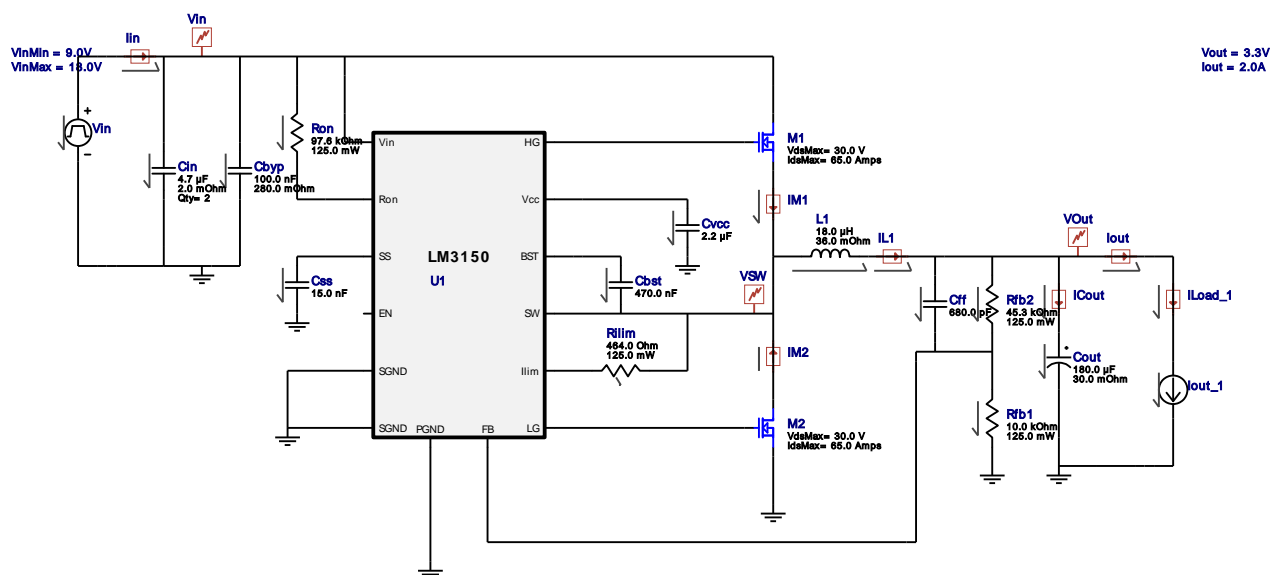 Vin
Iin
VinMin = 9.0V
VinMax = 18.0V
Vout = 3.3V
Iout = 2.0A
Vin
Cin
4.7 µF
2.0 mOhm
Qty= 2
Cbyp
100.0 nF
280.0 mOhm
Ron
97.6 kOhm
125.0 mW
Css
15.0 nF
Vin
Ron
SS
EN
SGND
SGND
PGND
FB
LM3150
U1
HG
Vcc
BST
SW
Ilim
LG
Cvcc
2.2 µF
Cbst
470.0 nF
Rilim
464.0 Ohm
125.0 mW
VSW
M1
VdsMax= 30.0 V
IdsMax= 65.0 Amps
IM1
L1
18.0 µH
36.0 mOhm
IL1
IM2
M2
VdsMax= 30.0 V
IdsMax= 65.0 Amps
VOut
Iout
Cff
680.0 pF
Rfb2
45.3 kOhm
125.0 mW
ICout
ILoad_1
Cout
180.0 µF
30.0 mOhm
Iout_1
Rfb1
10.0 kOhm
125.0 mW